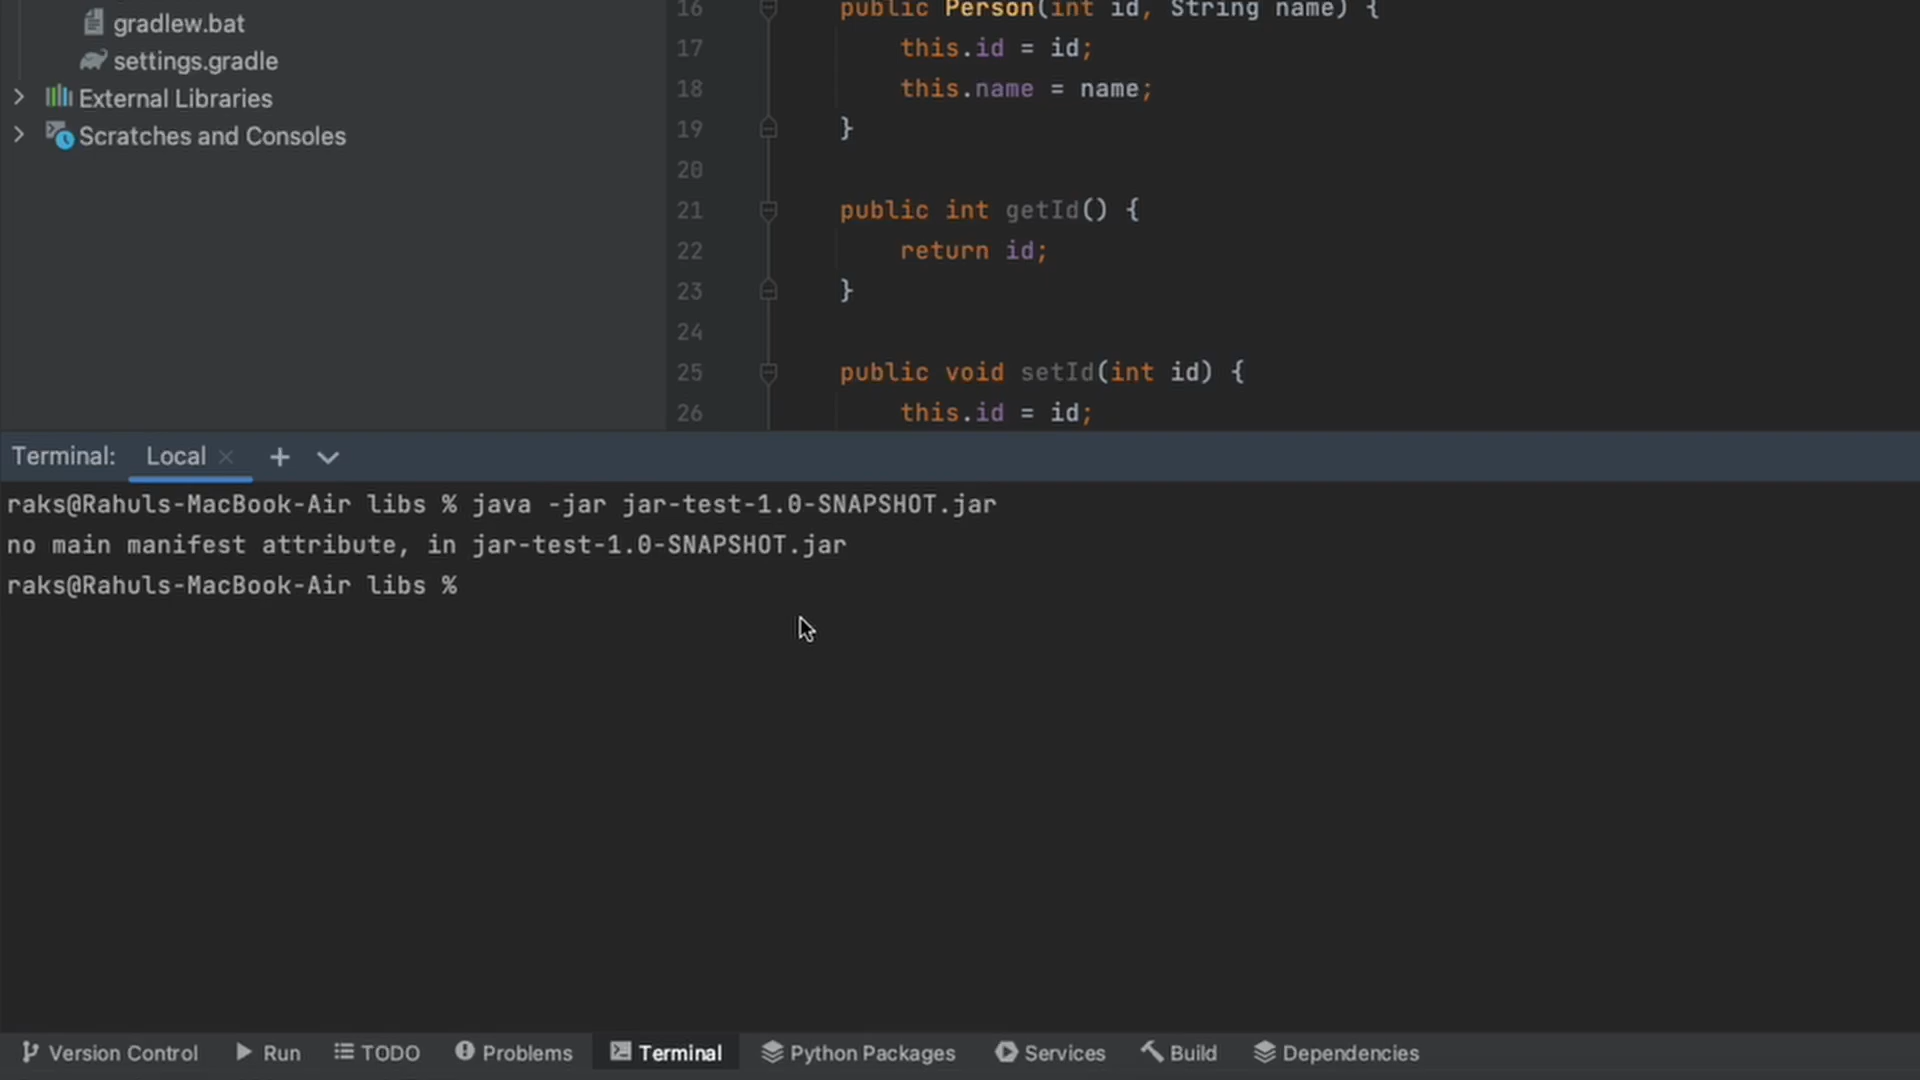 gradlew.bat
settings.gradle
External Libraries
Scratches and Consoles
16 public Person(int id, String name) {
17 this.id = id;
18 this.name = name;
19 }
20
21 public int getId() {
22 return id;
23 }
24
25 public void setId(int id) {
26 this.id = id;
Terminal: Local
raks@Rahuls-MacBook-Air libs % java -jar jar-test-1.0-SNAPSHOT.jar
no main manifest attribute, in jar-test-1.0-SNAPSHOT.jar
raks@Rahuls-MacBook-Air libs %
Version Control Run TODO Problems Terminal Python Packages Services Build Dependencies